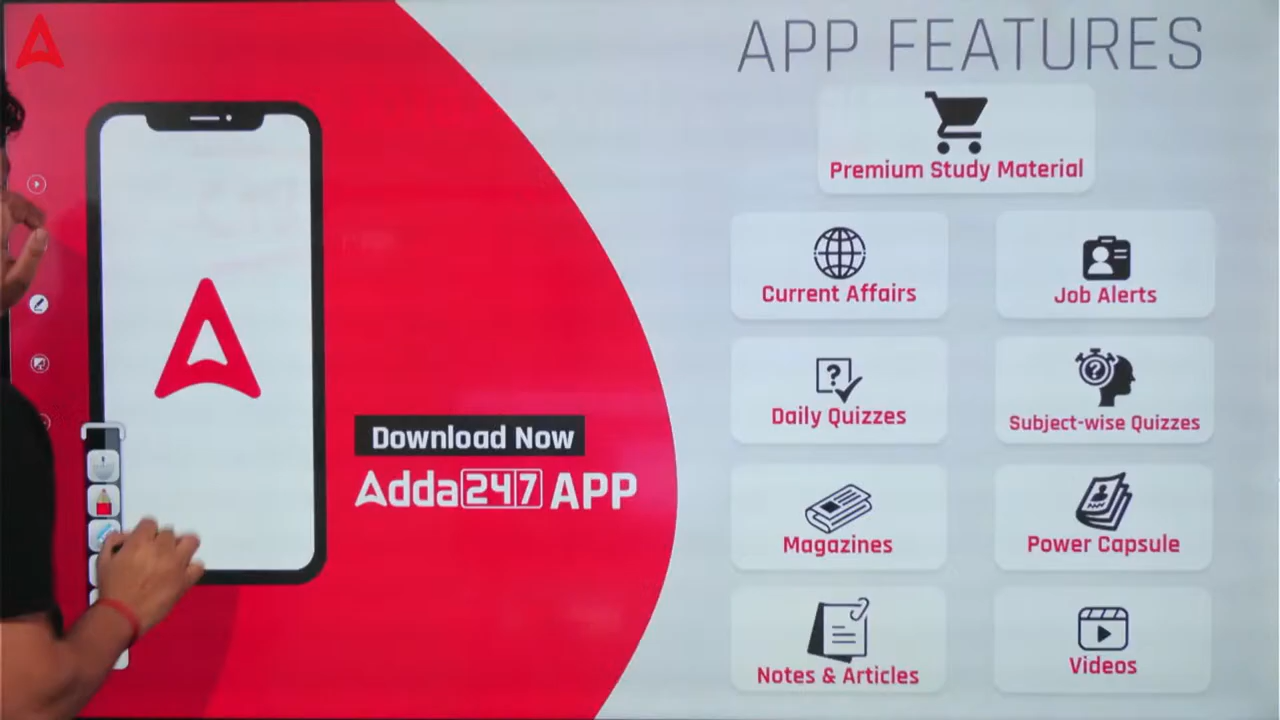 APP FEATURES
Premium Study Material
Current Affairs
Job Alerts
Daily Quizzes
Subject-wise Quizzes
Magazines
Power Capsule
Notes & Articles
Videos
Download Now
Adda247 APP